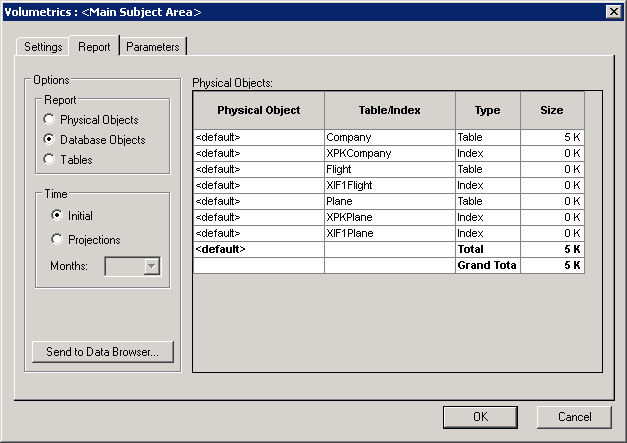 Volumetrics : <Main Subject Area>
Settings Report Parameters
Options
Report
Physical Objects
Database Objects
Tables
Time
Initial
Projections
Months:
Send to Data Browser...
Physical Objects:
Physical Object Table/Index Type Size
<default> Company Table 5 K
<default> XPKCompany Index 0 K
<default> Flight Table 0 K
<default> XIF1Flight Index 0 K
<default> Plane Table 0 K
<default> XPKPlane Index 0 K
<default> XIF1Plane Index 0 K
<default> Total 5 K
Grand Tota 5 K
OK Cancel